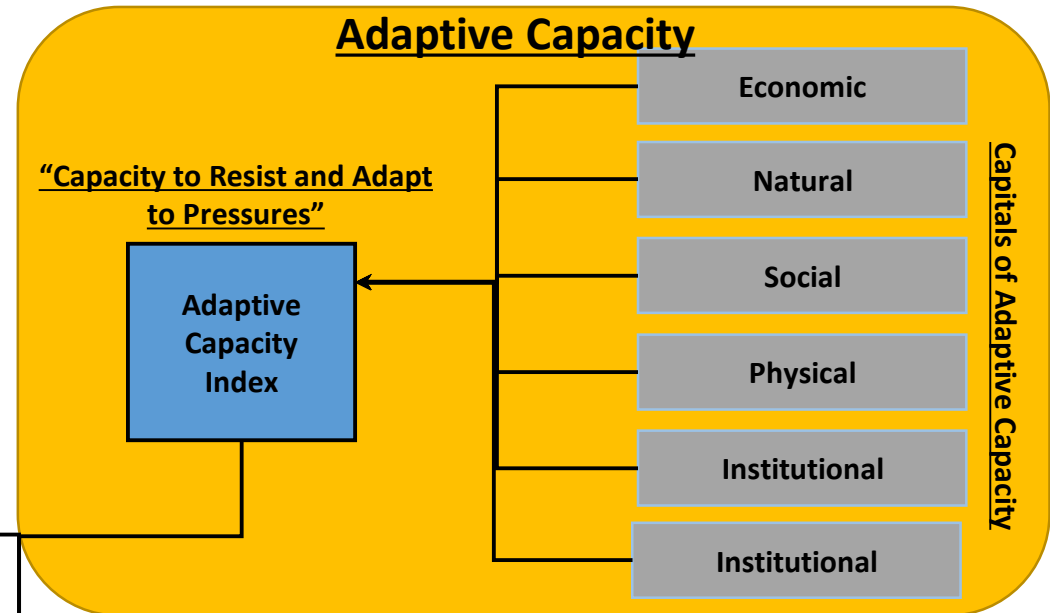 Adaptive Capacity
“Capacity to Resist and Adapt
to Pressures”
Adaptive
Capacity
Index
Economic
Natural
Social
Physical
Institutional
Institutional
Capitals of Adaptive Capacity